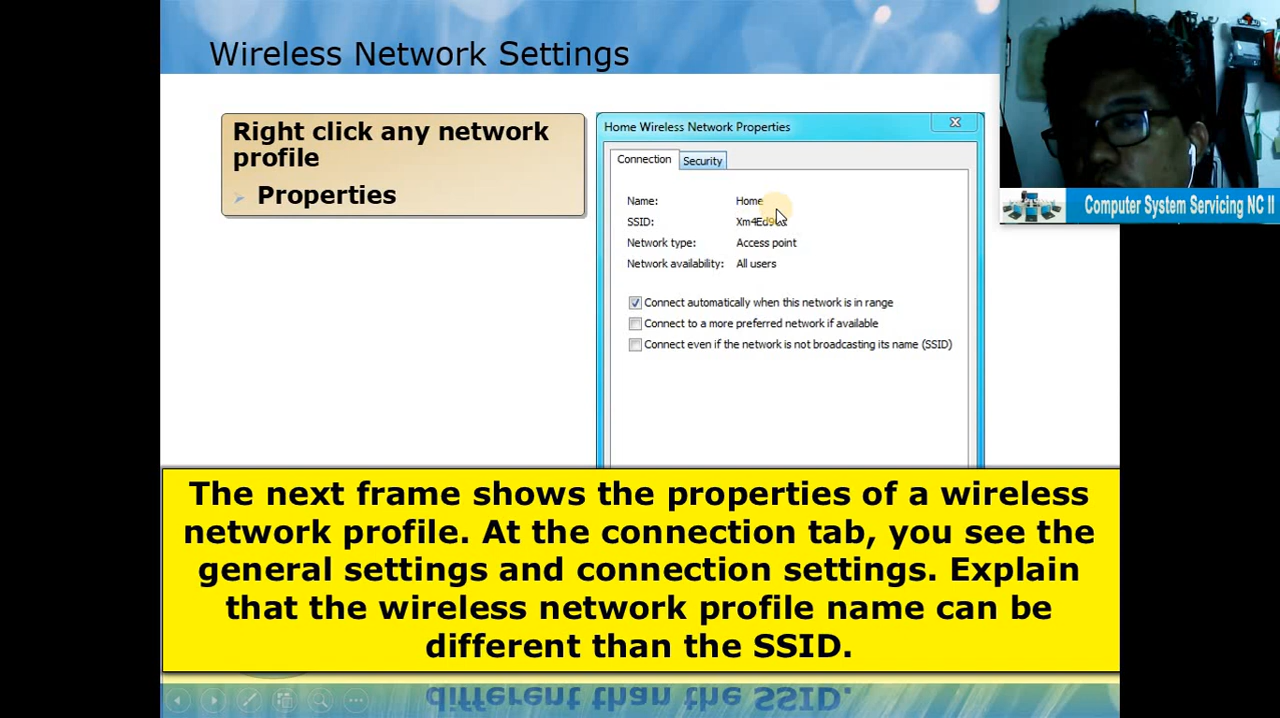 Wireless Network Settings
Right click any network
profile
Properties
Home Wireless Network Properties
Connection
Security
Name: Home
SSID:
Network type: Access point
Network availability: All users
Connect automatically when this network is in range
Connect to a more preferred network if available
Connect even if the network is not broadcasting its name (SSID)
Computer System Servicing NC II
The next frame shows the properties of a wireless
network profile. At the connection tab, you see the
general settings and connection settings. Explain
that the wireless network profile name can be
different than the SSID.
different than the SSID.